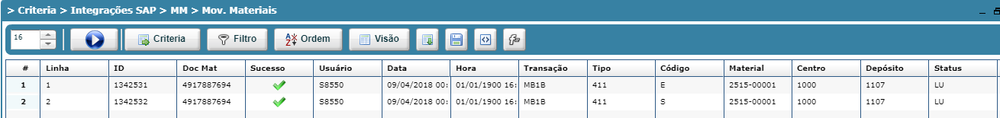 > Criteria > Integrações SAP > MM > Mov. Materiais
16 Criteria Filtro Ordem Visão
# Linha ID Doc Mat Sucesso Usuário Data Hora Transação Tipo Código Material Centro Depósito Status
1 1 1342531 4917887694 S8550 09/04/2018 00: 01/01/1900 16: MB1B 411 E 2515-00001 1000 1107 LU
2 2 1342532 4917887694 S8550 09/04/2018 00: 01/01/1900 16: MB1B 411 S 2515-00001 1000 1107 LU